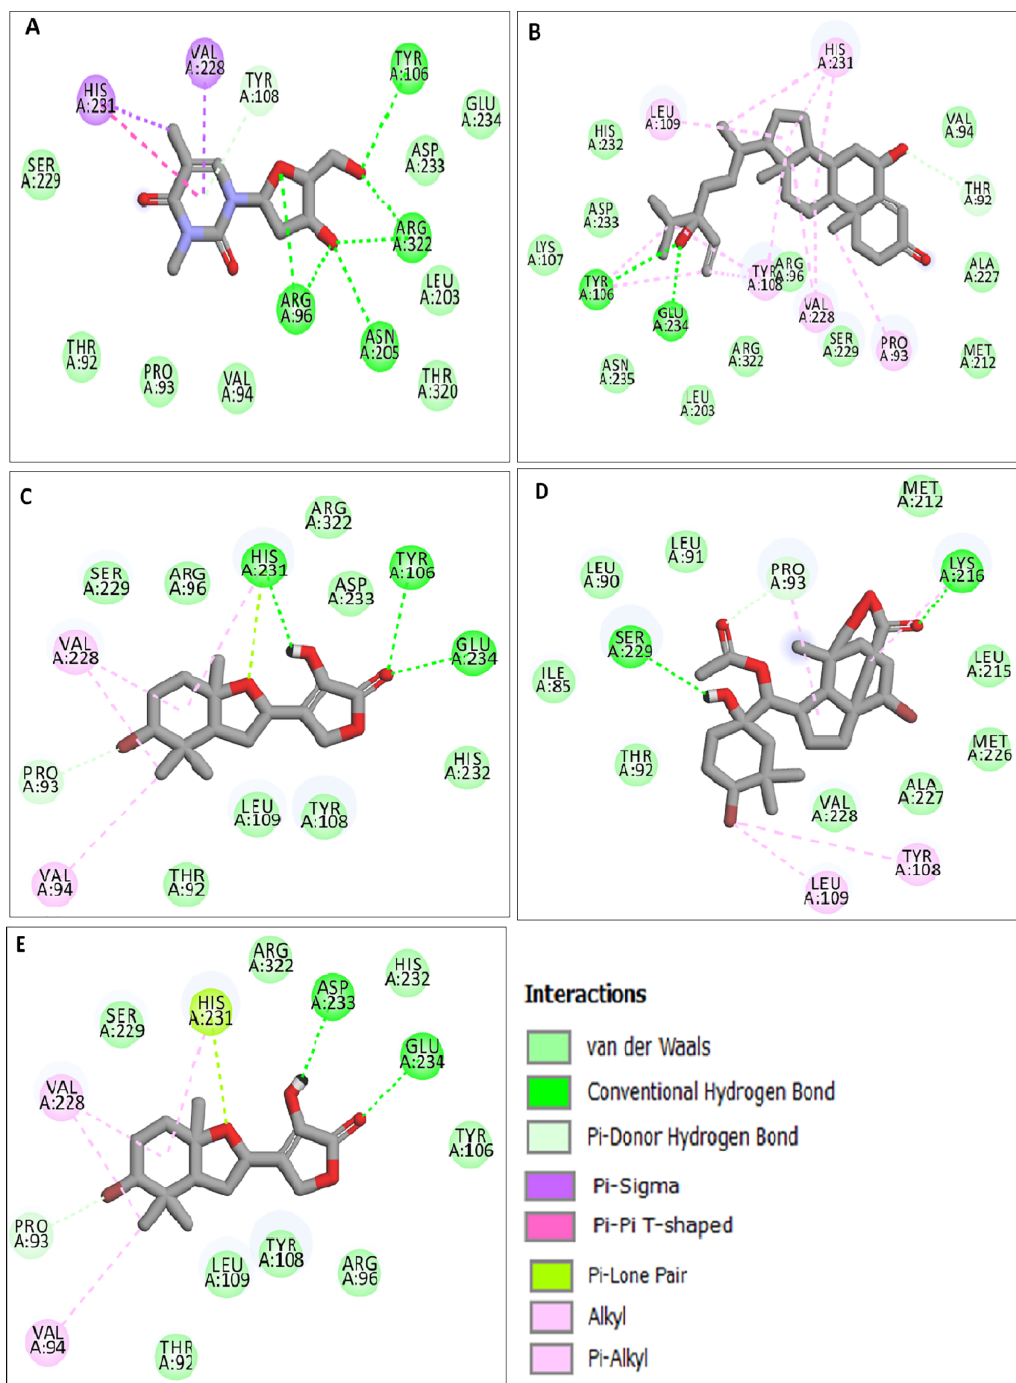 A
VAL
A:228
TYR
A:106
HIS
A:231
TYR
A:108
GLU
A:234
SER
A:229
ASP
A:233
ARG
A:322
LEU
A:203
ARG
A:96
ASN
A:205
THR
A:92
PRO
A:93
VAL
A:94
THR
A:320
B
HIS
A:231
LEU
A:109
HIS
A:232
VAL
A:94
THR
A:92
ASP
A:233
LYS
A:107
TYR
A:106
TYR
A:108
ARG
A:96
ALA
A:227
GLU
A:234
VAL
A:228
SER
A:229
PRO
A:93
MET
A:212
ASN
A:235
ARG
A:322
LEU
A:203
C
ARG
A:322
HIS
A:231
TYR
A:106
SER
A:229
ARG
A:96
ASP
A:233
VAL
A:228
GLU
A:234
PRO
A:93
HIS
A:232
LEU
A:109
TYR
A:108
VAL
A:94
THR
A:92
D
MET
A:212
LEU
A:91
LEU
A:90
PRO
A:93
LYS
A:216
SER
A:229
ILE
A:85
LEU
A:215
THR
A:92
MET
A:226
ALA
A:227
VAL
A:228
TYR
A:108
LEU
A:109
E
ARG
A:322
HIS
A:232
ASP
A:233
HIS
A:231
SER
A:229
GLU
A:234
VAL
A:228
TYR
A:106
PRO
A:93
LEU
A:109
TYR
A:108
ARG
A:96
VAL
A:94
THR
A:92
Interactions
van der Waals
Conventional Hydrogen Bond
Pi-Donor Hydrogen Bond
Pi-Sigma
Pi-Pi T-shaped
Pi-Lone Pair
Alkyl
Pi-Alkyl